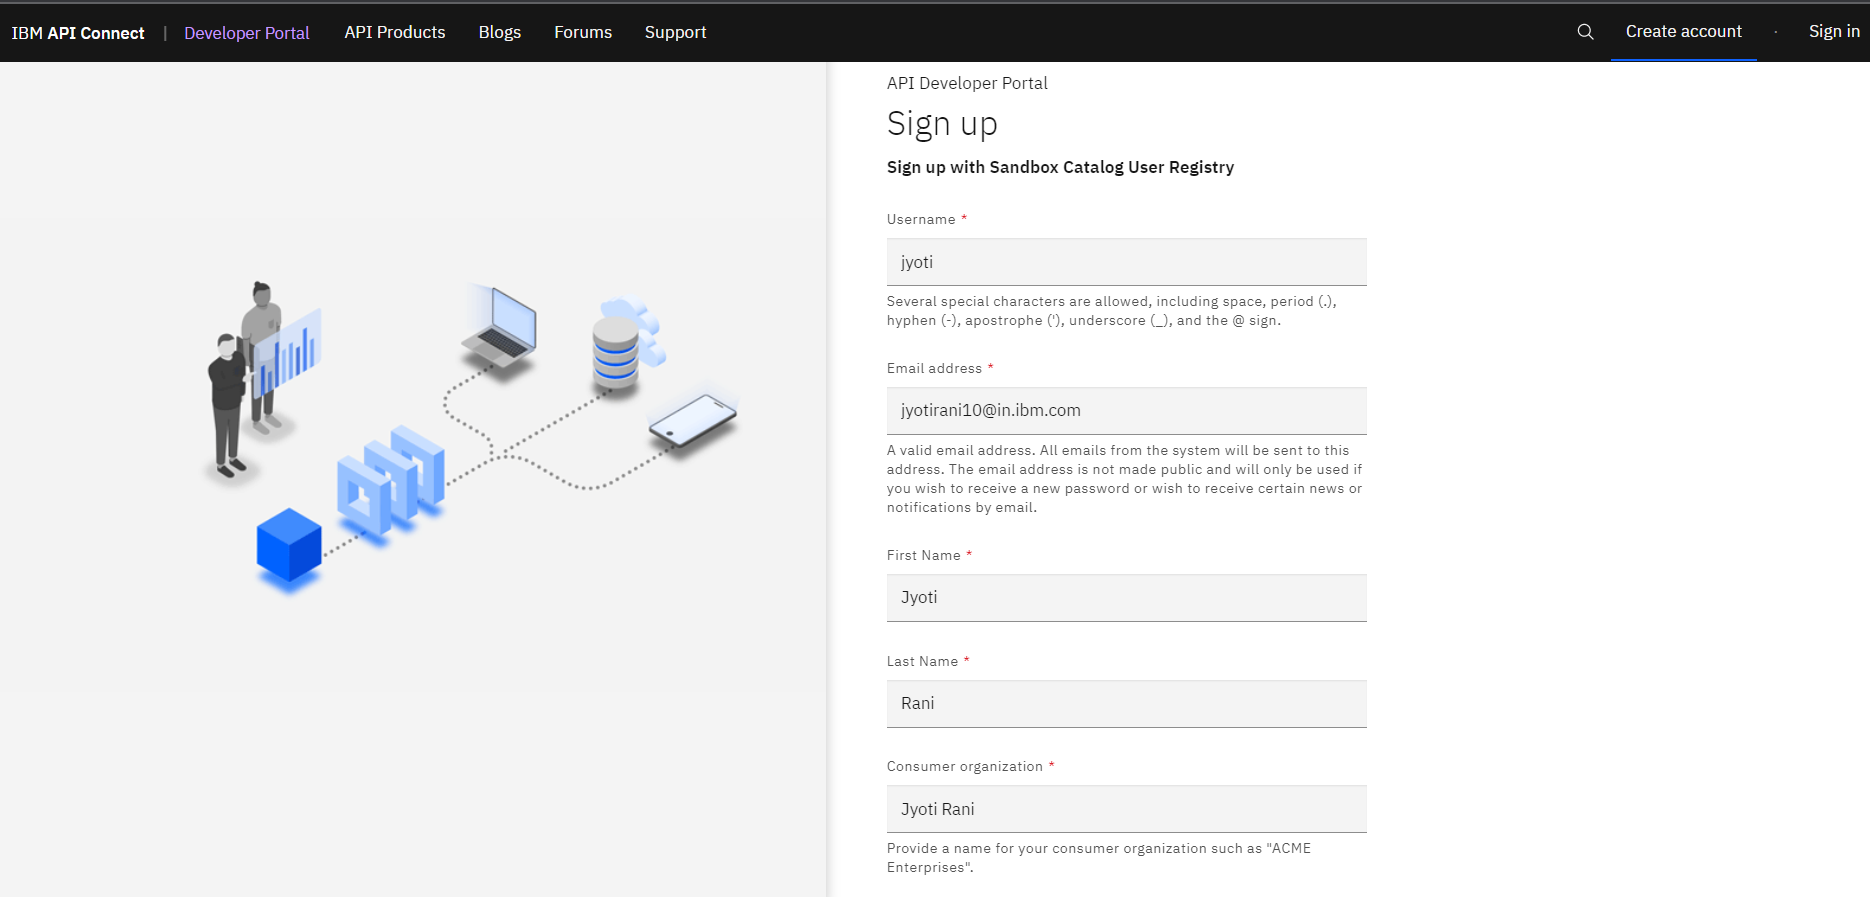 IBM API Connect | Developer Portal API Products Blogs Forums Support Create account · Sign in
API Developer Portal
Sign up
Sign up with Sandbox Catalog User Registry
Username *
jyoti
Several special characters are allowed, including space, period (.),
hyphen (-), apostrophe ('), underscore (_), and the @ sign.
Email address *
jyotirani10@in.ibm.com
A valid email address. All emails from the system will be sent to this
address. The email address is not made public and will only be used if
you wish to receive a new password or wish to receive certain news or
notifications by email.
First Name *
Jyoti
Last Name *
Rani
Consumer organization *
Jyoti Rani
Provide a name for your consumer organization such as "ACME
Enterprises".